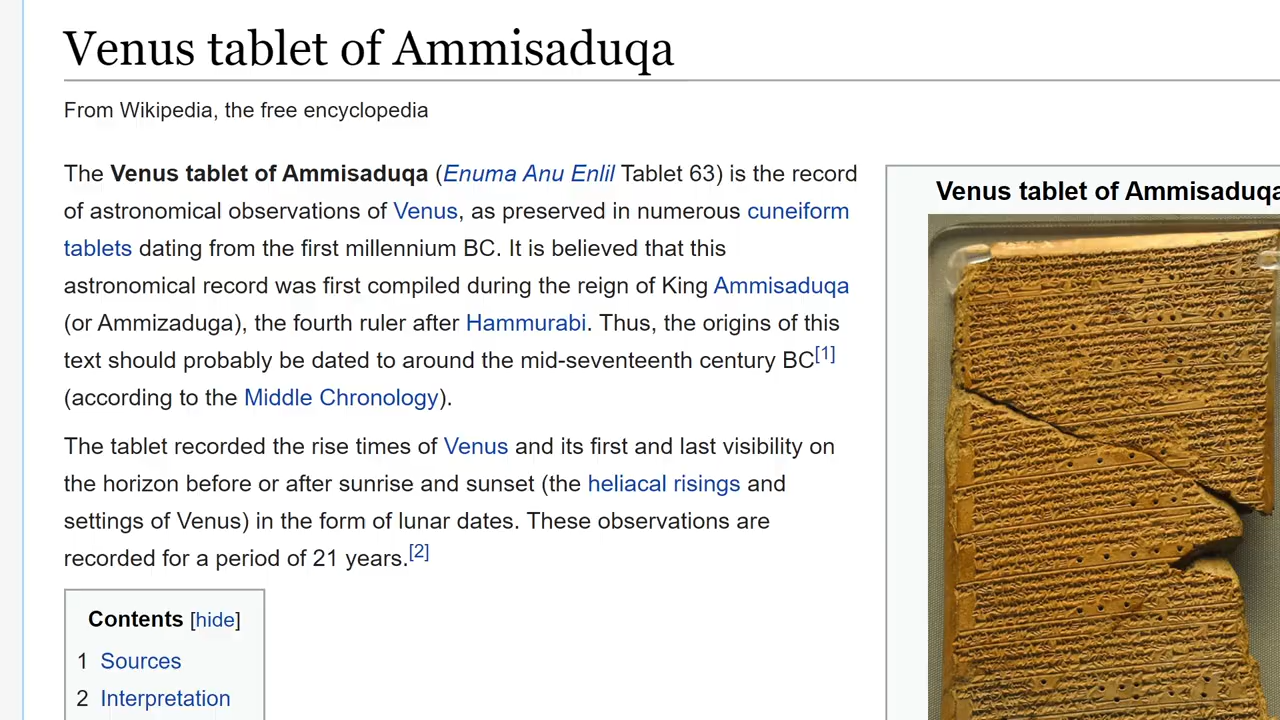 Venus tablet of Ammisaduqa
From Wikipedia, the free encyclopedia
The Venus tablet of Ammisaduqa (Enuma Anu Enlil Tablet 63) is the record
of astronomical observations of Venus, as preserved in numerous cuneiform
tablets dating from the first millennium BC. It is believed that this
astronomical record was first compiled during the reign of King Ammisaduqa
(or Ammizaduga), the fourth ruler after Hammurabi. Thus, the origins of this
text should probably be dated to around the mid-seventeenth century BC[1]
(according to the Middle Chronology).
The tablet recorded the rise times of Venus and its first and last visibility on
the horizon before or after sunrise and sunset (the heliacal risings and
settings of Venus) in the form of lunar dates. These observations are
recorded for a period of 21 years.[2]
Contents [hide]
1 Sources
2 Interpretation
Venus tablet of Ammisaduqa